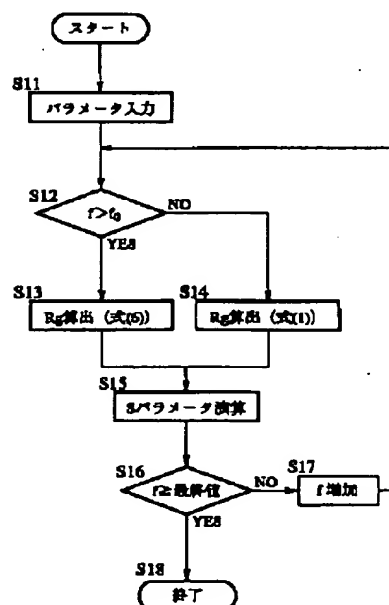 スタート
S11
パラメータ入力
S12
f>f₀
NO
YES
S13
S14
Rg算出（式(5)）
Rg算出（式(1)）
S15
Sパラメータ演算
S16
f≥最終値
NO
S17
f増加
YES
S18
終了